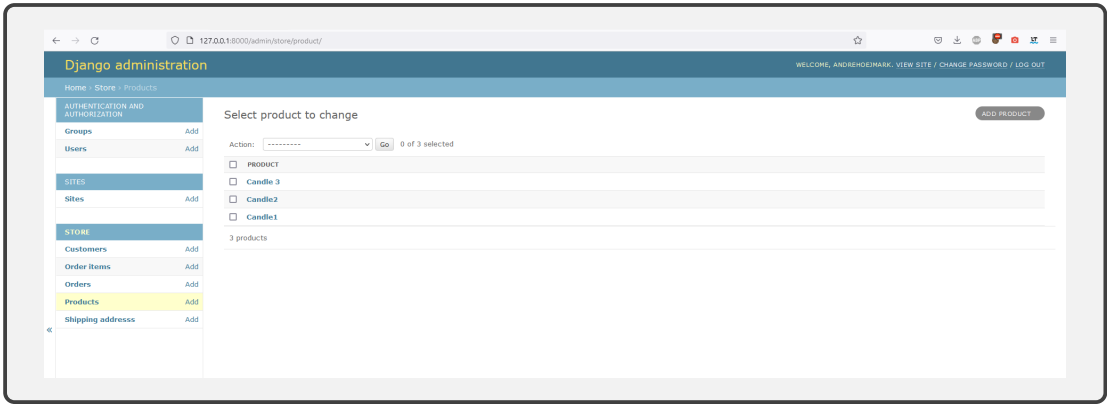 127.0.0.1:8000/admin/store/product/
Django administration
WELCOME, ANDREHOEJMARK. VIEW SITE / CHANGE PASSWORD / LOG OUT
Home › Store › Products
AUTHENTICATION AND
AUTHORIZATION
Groups Add
Users Add
SITES
Sites Add
STORE
Customers Add
Order items Add
Orders Add
Products Add
Shipping addresss Add
«
Select product to change
ADD PRODUCT
Action: --------- Go 0 of 3 selected
PRODUCT
Candle 3
Candle2
Candle1
3 products